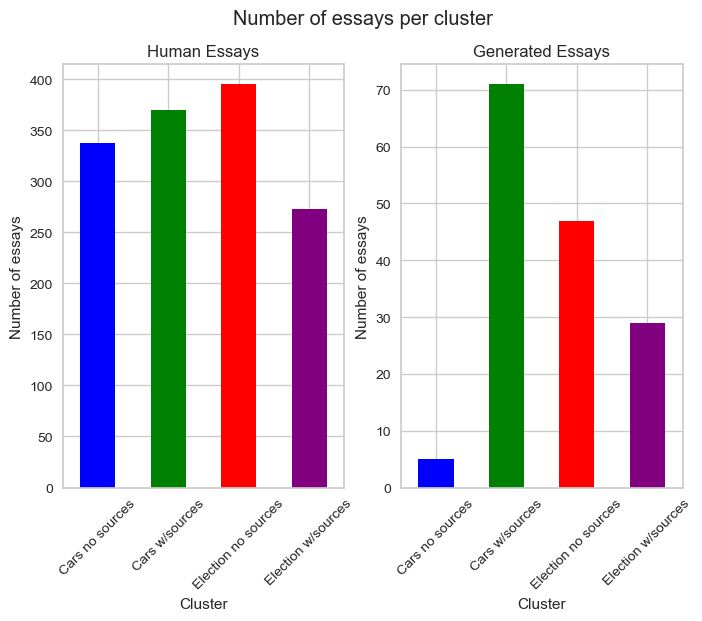 Number of essays per cluster
Human Essays
Number of essays
400
350
300
250
200
150
100
50
0
Cars no sources
Cars w/sources
Election no sources
Election w/sources
Cluster
Generated Essays
Number of essays
70
60
50
40
30
20
10
0
Cars no sources
Cars w/sources
Election no sources
Election w/sources
Cluster